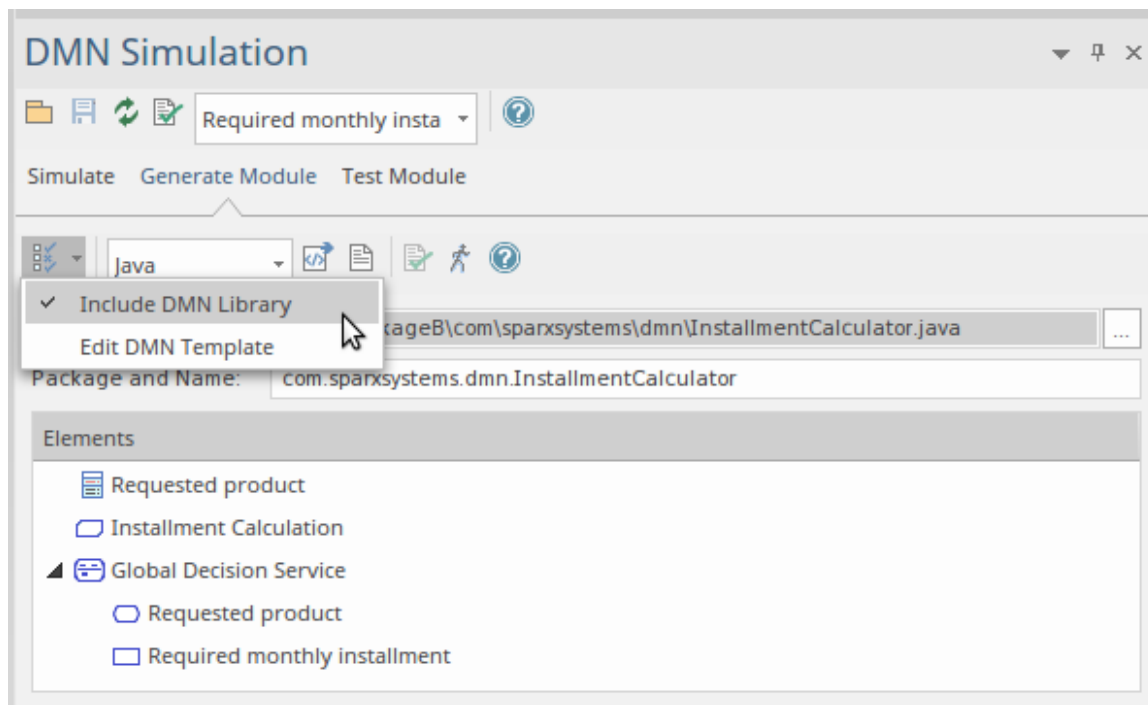 DMN Simulation
Required monthly insta
Simulate Generate Module Test Module
Java
Include DMN Library
Edit DMN Template
kageB\com\sparxsystems\dmn\InstallmentCalculator.java
...
Package and Name: com.sparxsystems.dmn.InstallmentCalculator
Elements
Requested product
Installment Calculation
Global Decision Service
Requested product
Required monthly installment